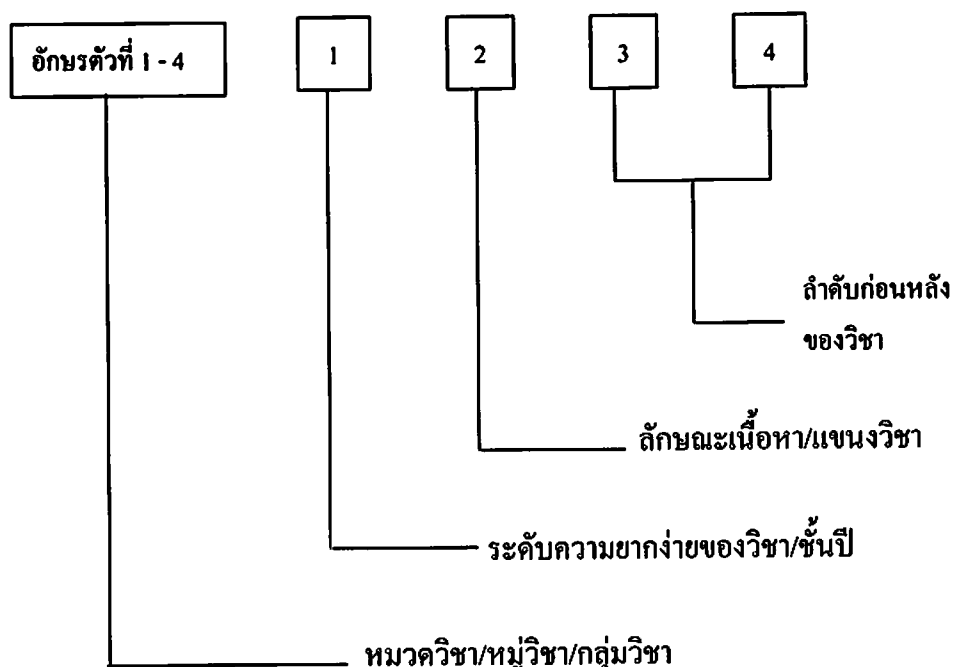 อักษรตัวที่ 1 - 4
1
2
3
4
ลำดับก่อนหลัง
ของวิชา
ลักษณะเนื้อหา/แขนงวิชา
ระดับความยากง่ายของวิชา/ชั้นปี
หมวดวิชา/หมู่วิชา/กลุ่มวิชา